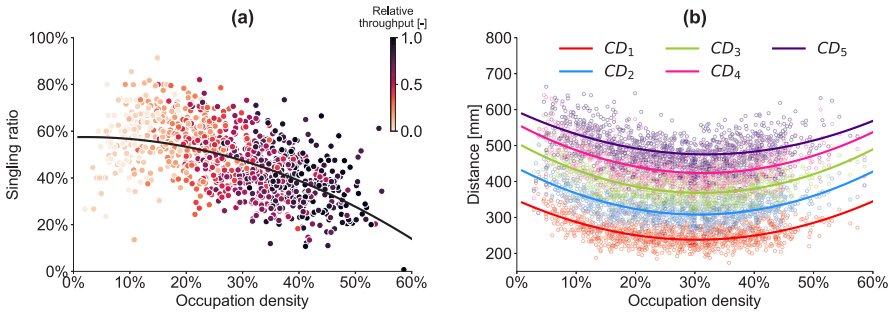 (a)
Relative
throughput [-]
1.0
0.5
0.0
100%
80%
60%
40%
20%
0%
Singling ratio
0% 10% 20% 30% 40% 50% 60%
Occupation density
(b)
CD1 CD3 CD5
CD2 CD4
800
700
600
500
400
300
200
Distance [mm]
0% 10% 20% 30% 40% 50% 60%
Occupation density